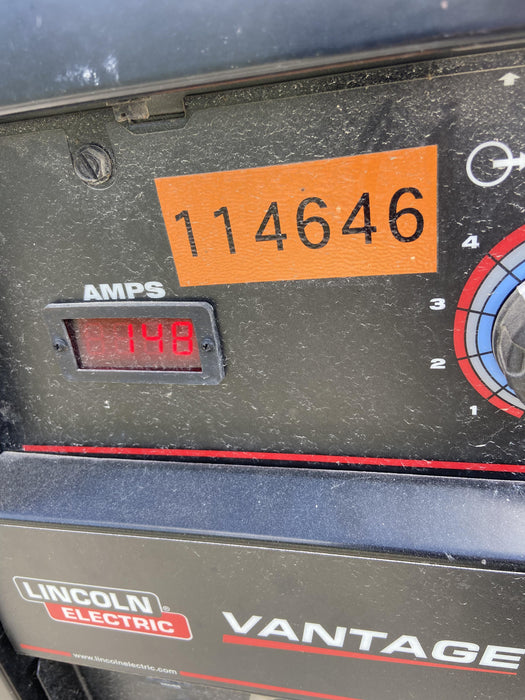 114646
AMPS
148
4
3
2
1
LINCOLN®
ELECTRIC
VANTAGE
www.lincolnelectric.com